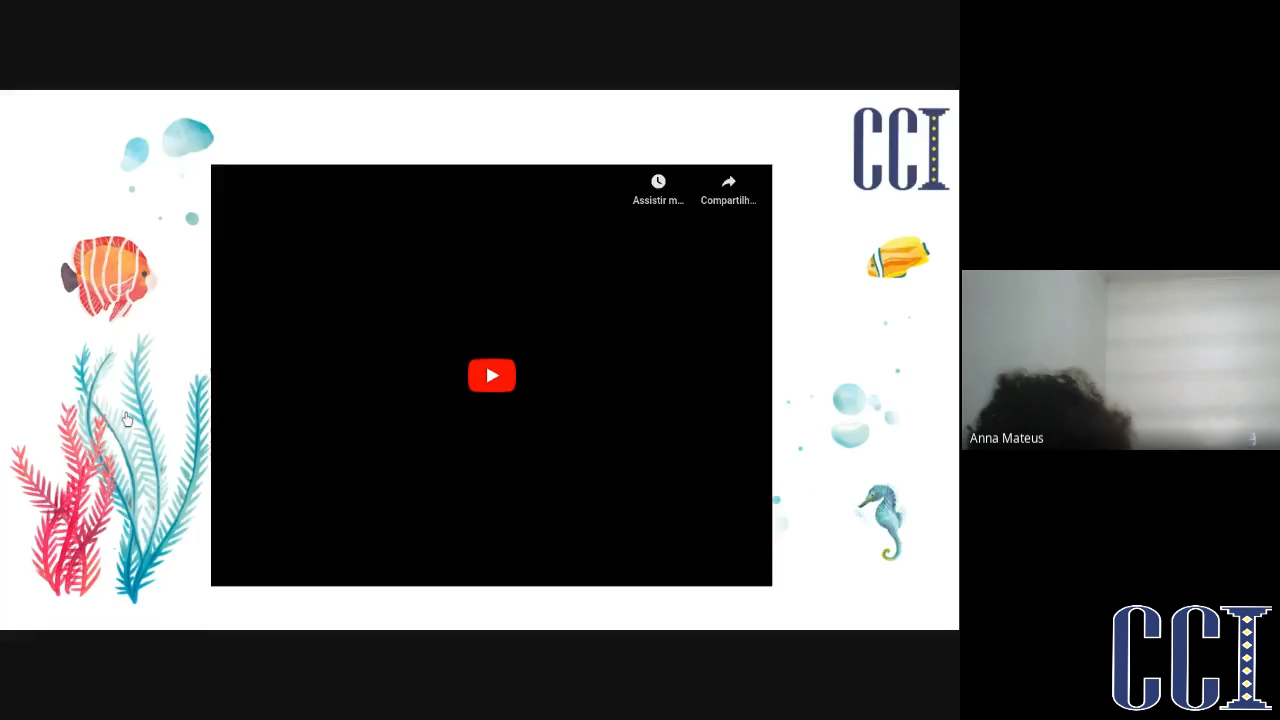 CCI
Assistir m...
Compartilh...
Anna Mateus
CCI